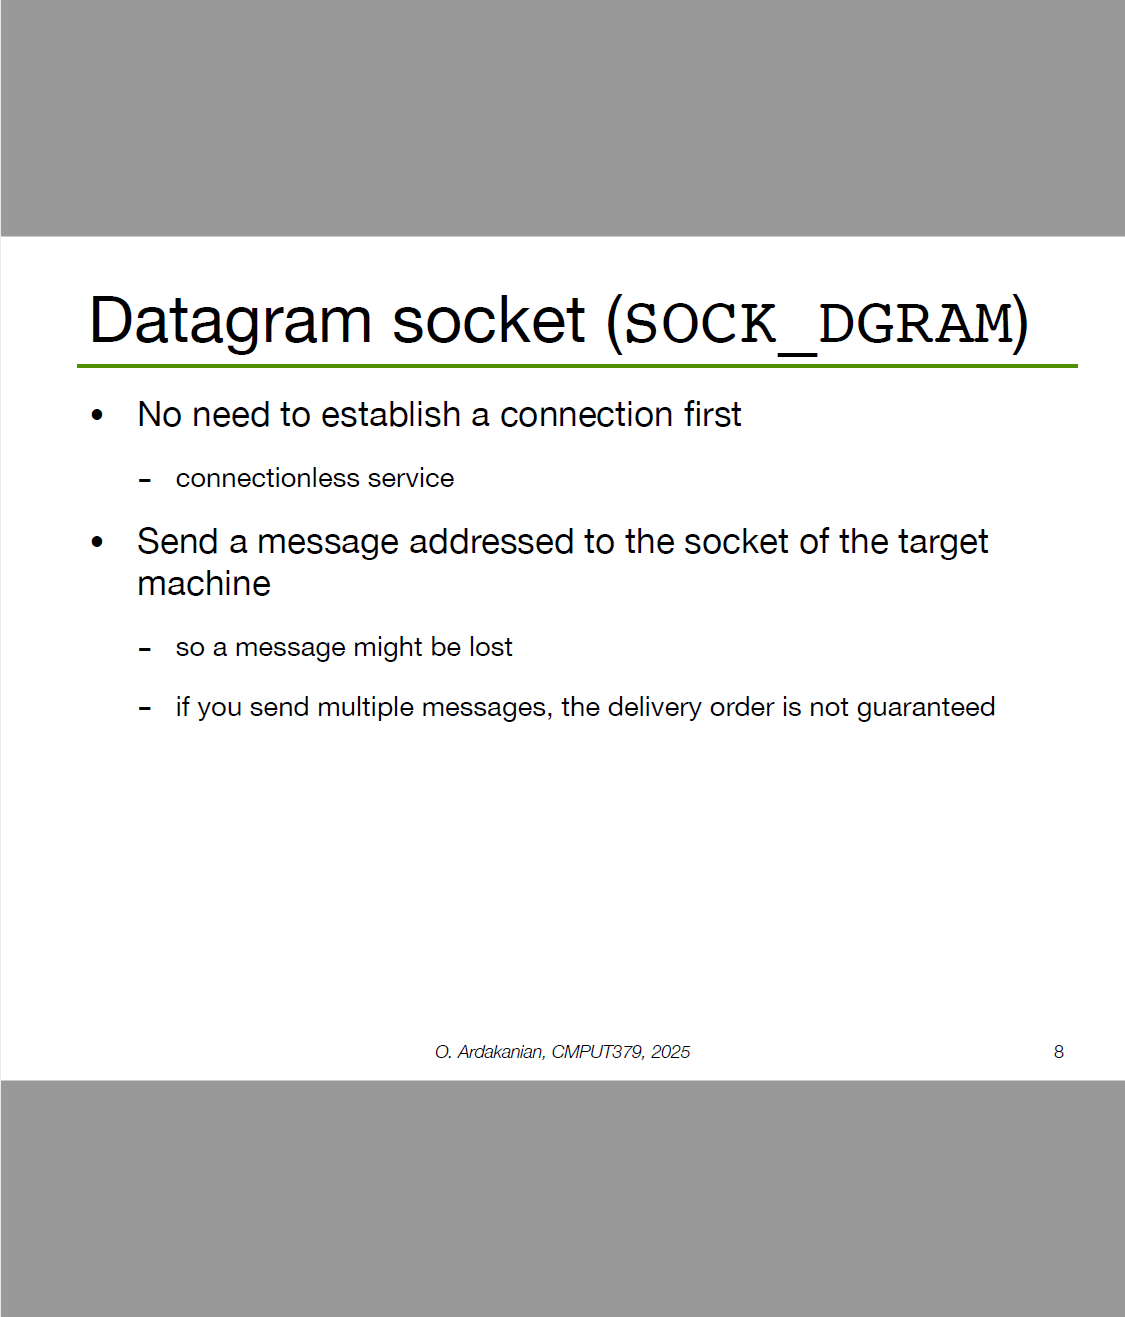 Datagram socket (SOCK_DGRAM)
• No need to establish a connection first
- connectionless service
• Send a message addressed to the socket of the target
machine
- so a message might be lost
- if you send multiple messages, the delivery order is not guaranteed
O. Ardakanian, CMPUT379, 2025
8